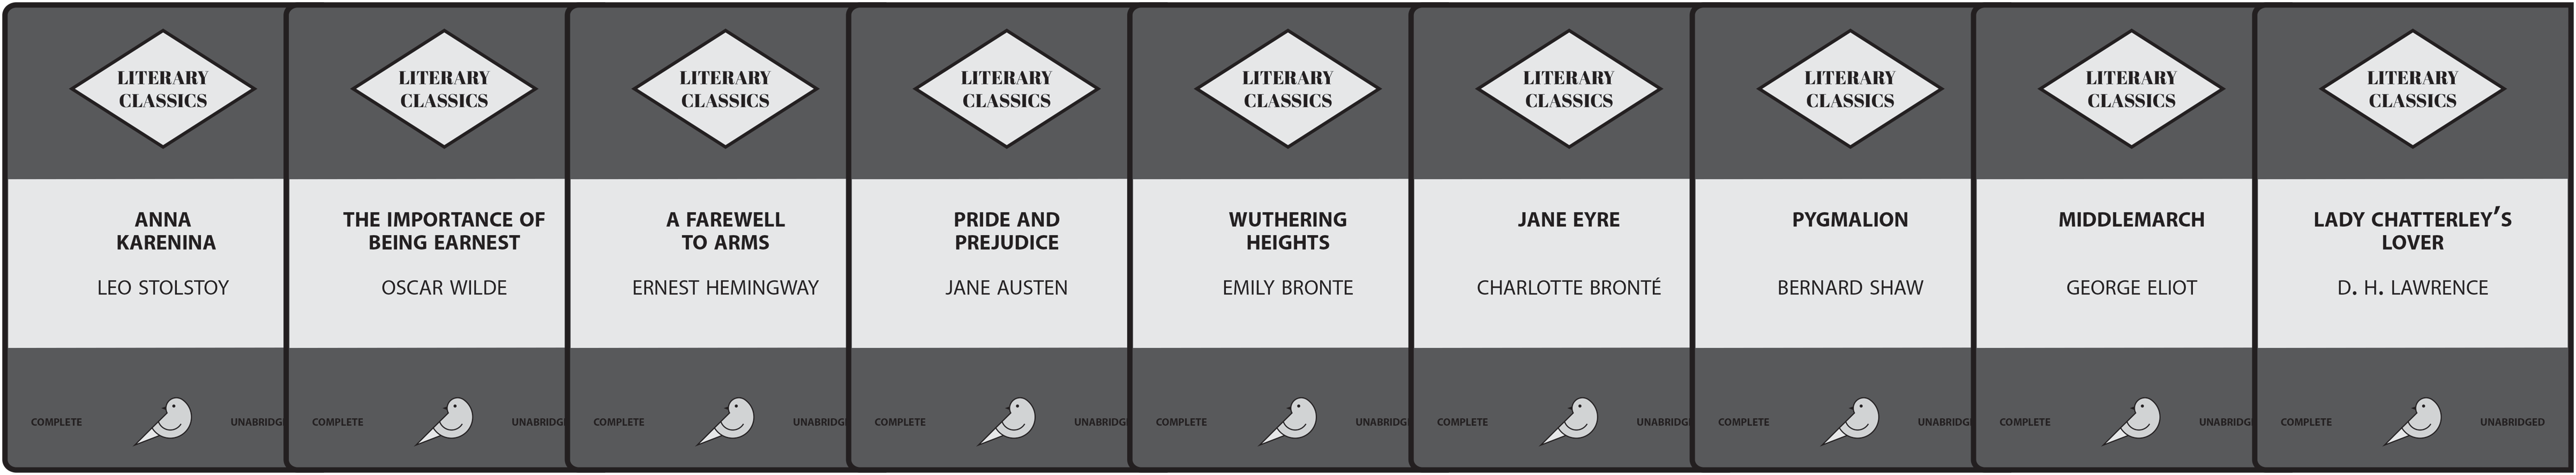 LITERARY
CLASSICS
ANNA
KARENINA
LEO STOLSTOY
COMPLETE
UNABRIDG
LITERARY
CLASSICS
THE IMPORTANCE OF
BEING EARNEST
OSCAR WILDE
COMPLETE
UNABRIDG
LITERARY
CLASSICS
A FAREWELL
TO ARMS
ERNEST HEMINGWAY
COMPLETE
UNABRIDG
LITERARY
CLASSICS
PRIDE AND
PREJUDICE
JANE AUSTEN
COMPLETE
UNABRIDG
LITERARY
CLASSICS
WUTHERING
HEIGHTS
EMILY BRONTE
COMPLETE
UNABRIDG
LITERARY
CLASSICS
JANE EYRE
CHARLOTTE BRONTÉ
COMPLETE
UNABRIDG
LITERARY
CLASSICS
PYGMALION
BERNARD SHAW
COMPLETE
UNABRIDG
LITERARY
CLASSICS
MIDDLEMARCH
GEORGE ELIOT
COMPLETE
UNABRIDG
LITERARY
CLASSICS
LADY CHATTERLEY'S
LOVER
D. H. LAWRENCE
COMPLETE
UNABRIDGED